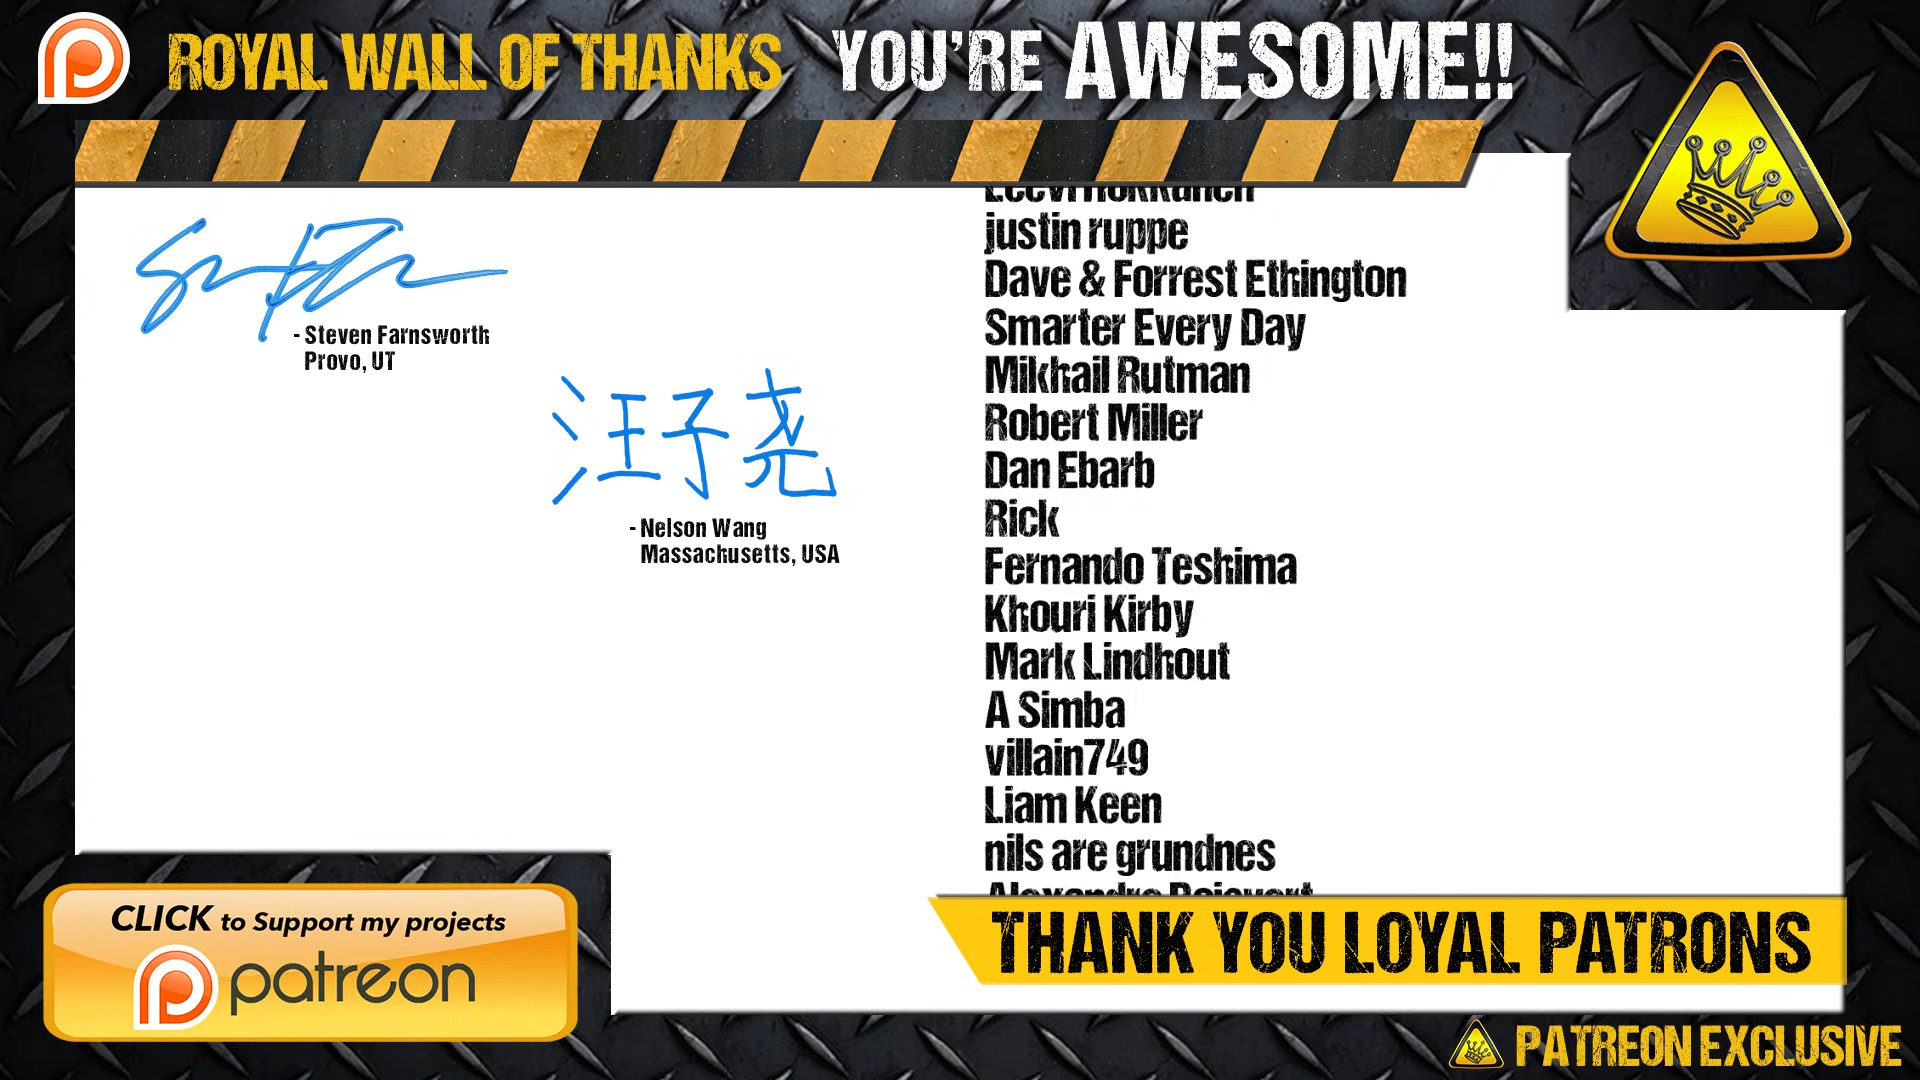 ROYAL WALL OF THANKS YOU'RE AWESOME!!
- Steven Farnsworth
Provo, UT
汪子尧
- Nelson Wang
Massachusetts, USA
justin ruppe
Dave & Forrest Ethington
Smarter Every Day
Mikhail Rutman
Robert Miller
Dan Ebarb
Rick
Fernando Teshima
Khouri Kirby
Mark Lindhout
A Simba
villain749
Liam Keen
nils are grundnes
THANK YOU LOYAL PATRONS
CLICK to Support my projects
patreon
PATREON EXCLUSIVE